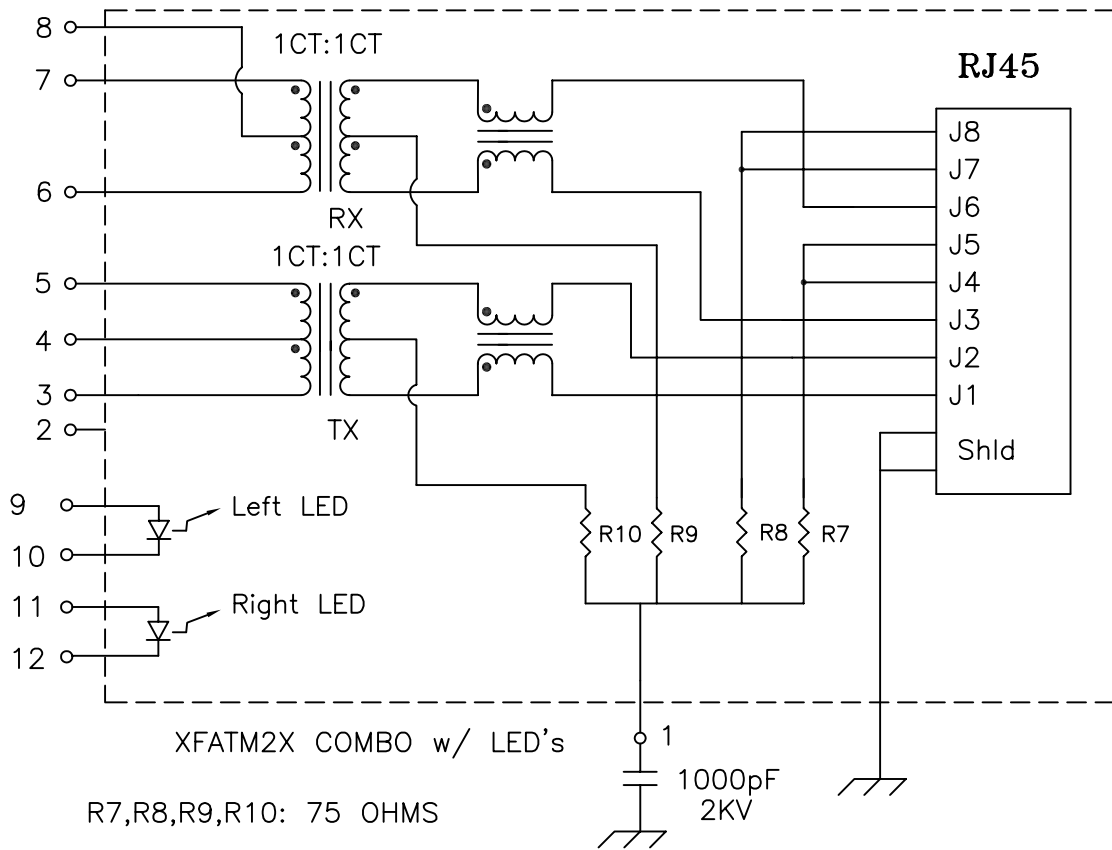 8
1CT:1CT
RJ45
7
J8
J7
6
J6
RX
J5
1CT:1CT
5
J4
J3
4
J2
3
J1
TX
2
Shld
9
Left LED
R10
R9
R8
R7
10
11
Right LED
12
XFATM2X COMBO w/ LED's
1
1000pF
2KV
R7,R8,R9,R10: 75 OHMS